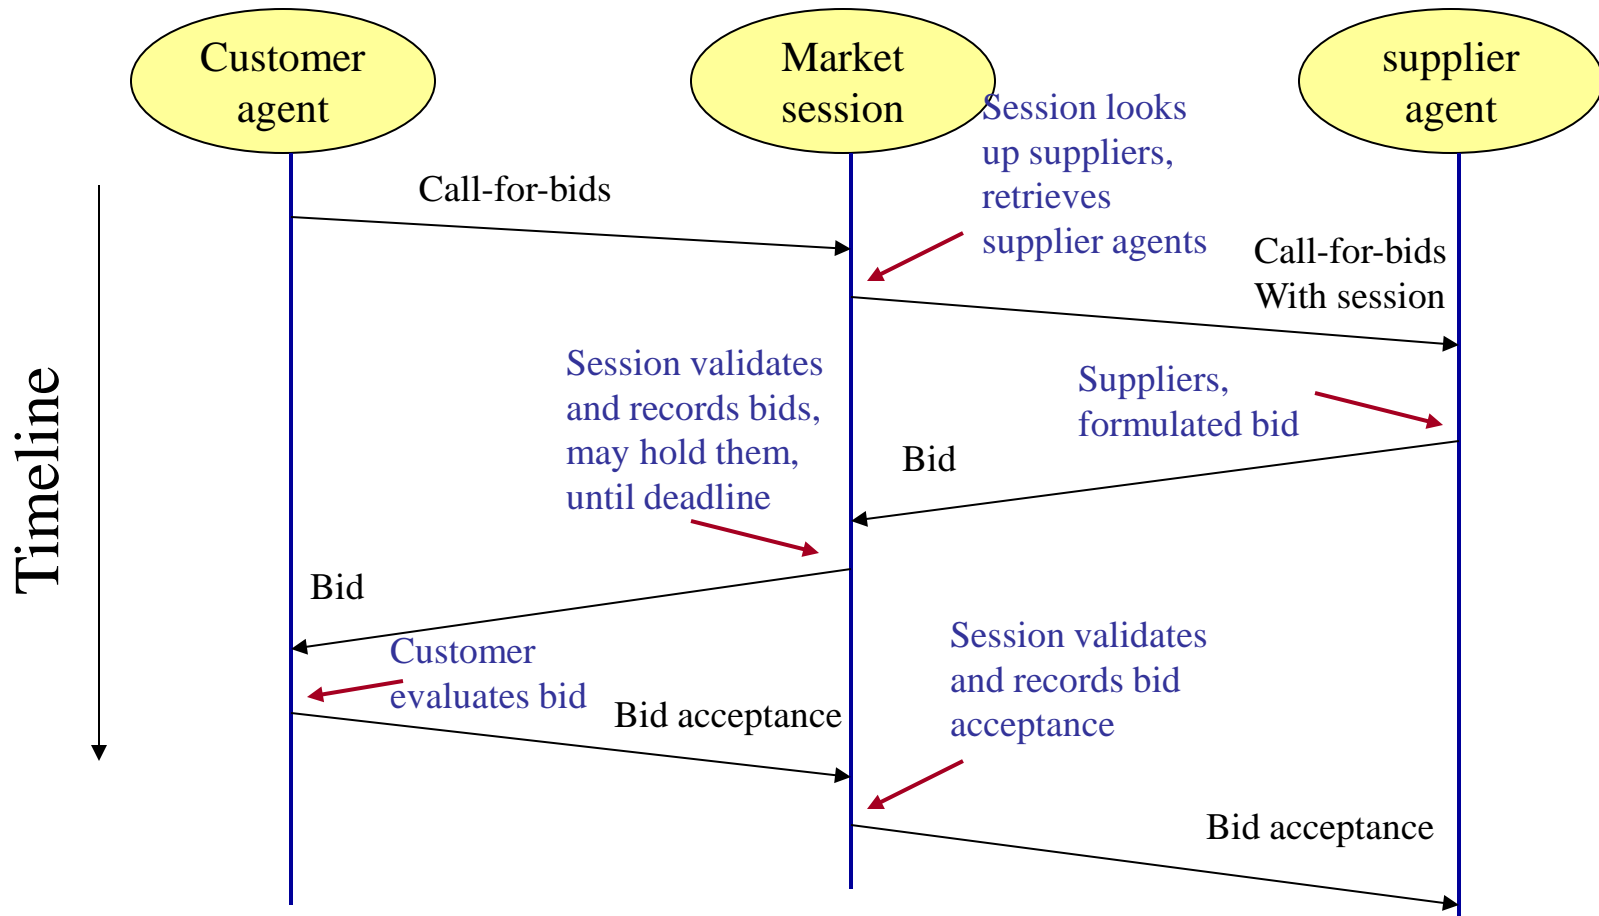 Customer
agent
Market
session
supplier
agent
Session looks
up suppliers,
retrieves
supplier agents
Call-for-bids
Call-for-bids
With session
Timeline
Session validates
and records bids,
may hold them,
until deadline
Suppliers,
formulated bid
Bid
Bid
Customer
evaluates bid
Bid acceptance
Session validates
and records bid
acceptance
Bid acceptance